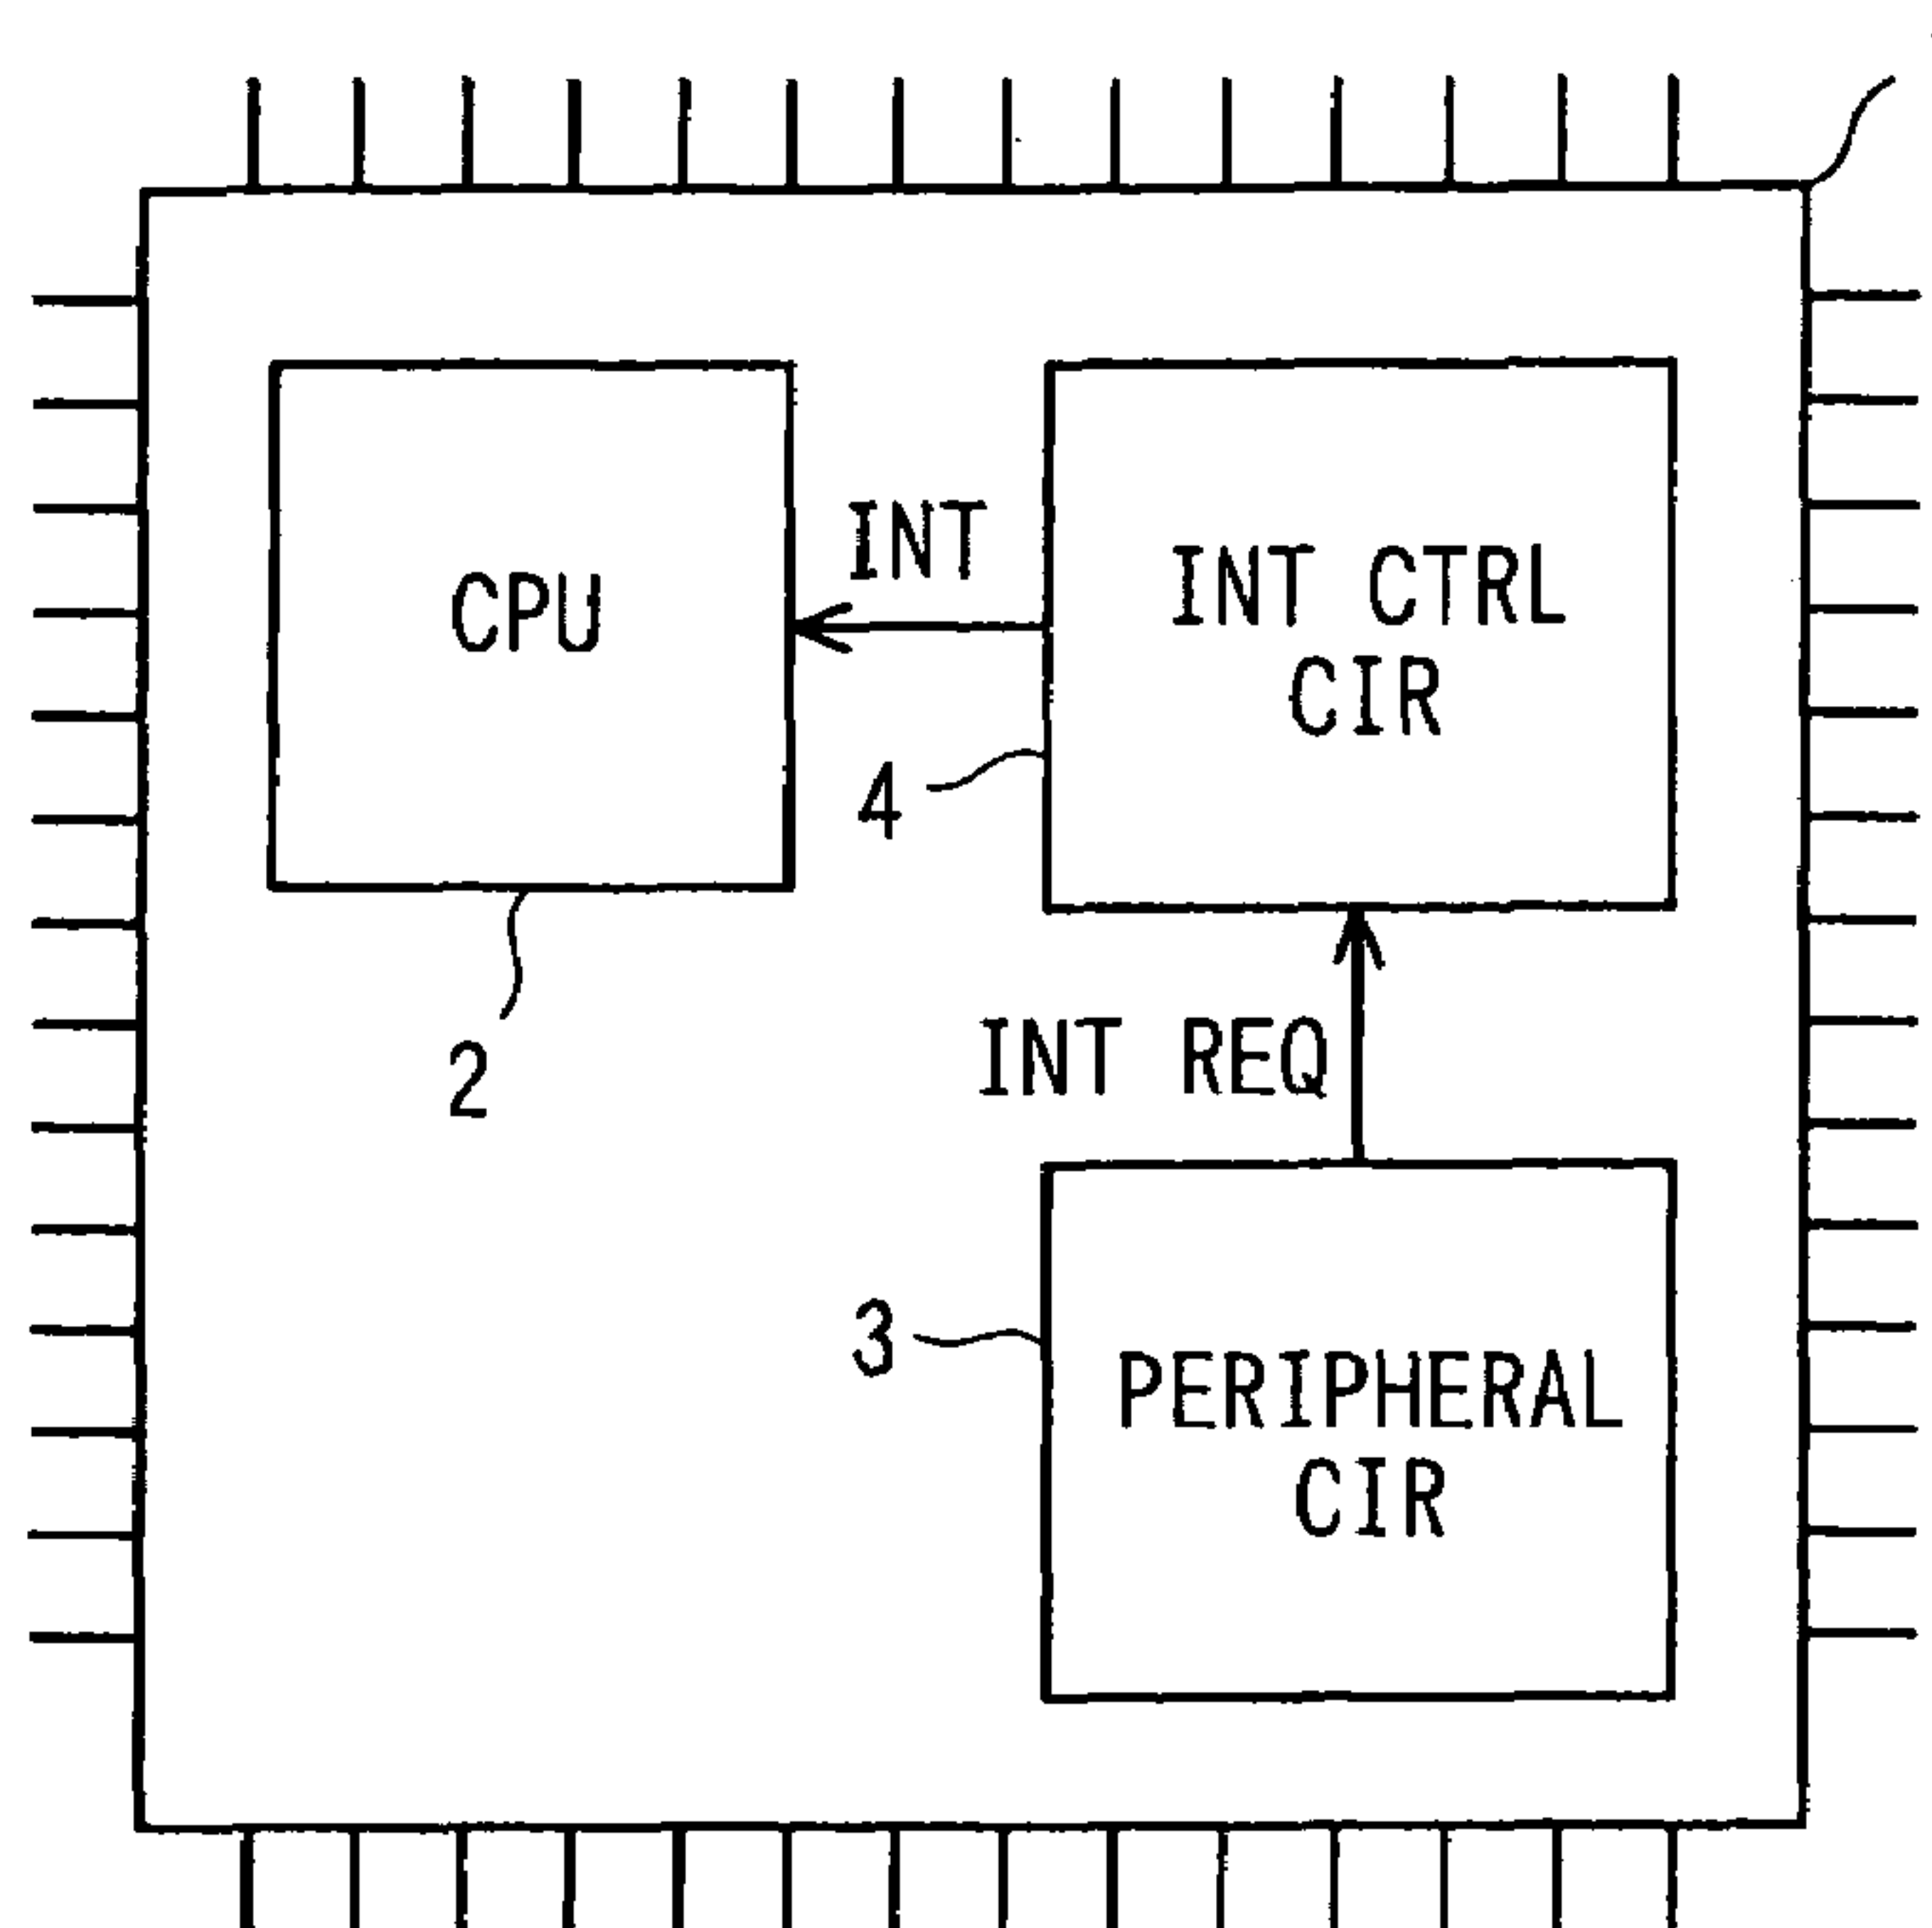 CPU
INT
INT CTRL
CIR
4
2
INT REQ
3
PERIPHERAL
CIR